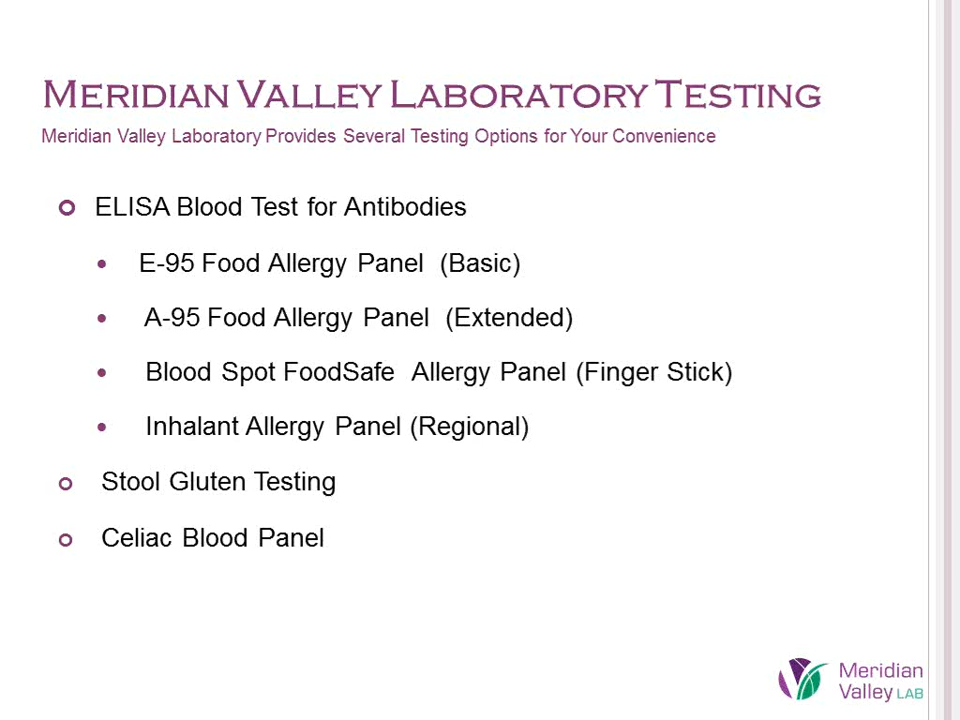 MERIDIAN VALLEY LABORATORY TESTING
Meridian Valley Laboratory Provides Several Testing Options for Your Convenience
ELISA Blood Test for Antibodies
E-95 Food Allergy Panel (Basic)
A-95 Food Allergy Panel (Extended)
Blood Spot FoodSafe Allergy Panel (Finger Stick)
Inhalant Allergy Panel (Regional)
Stool Gluten Testing
Celiac Blood Panel
Meridian
Valley LAB